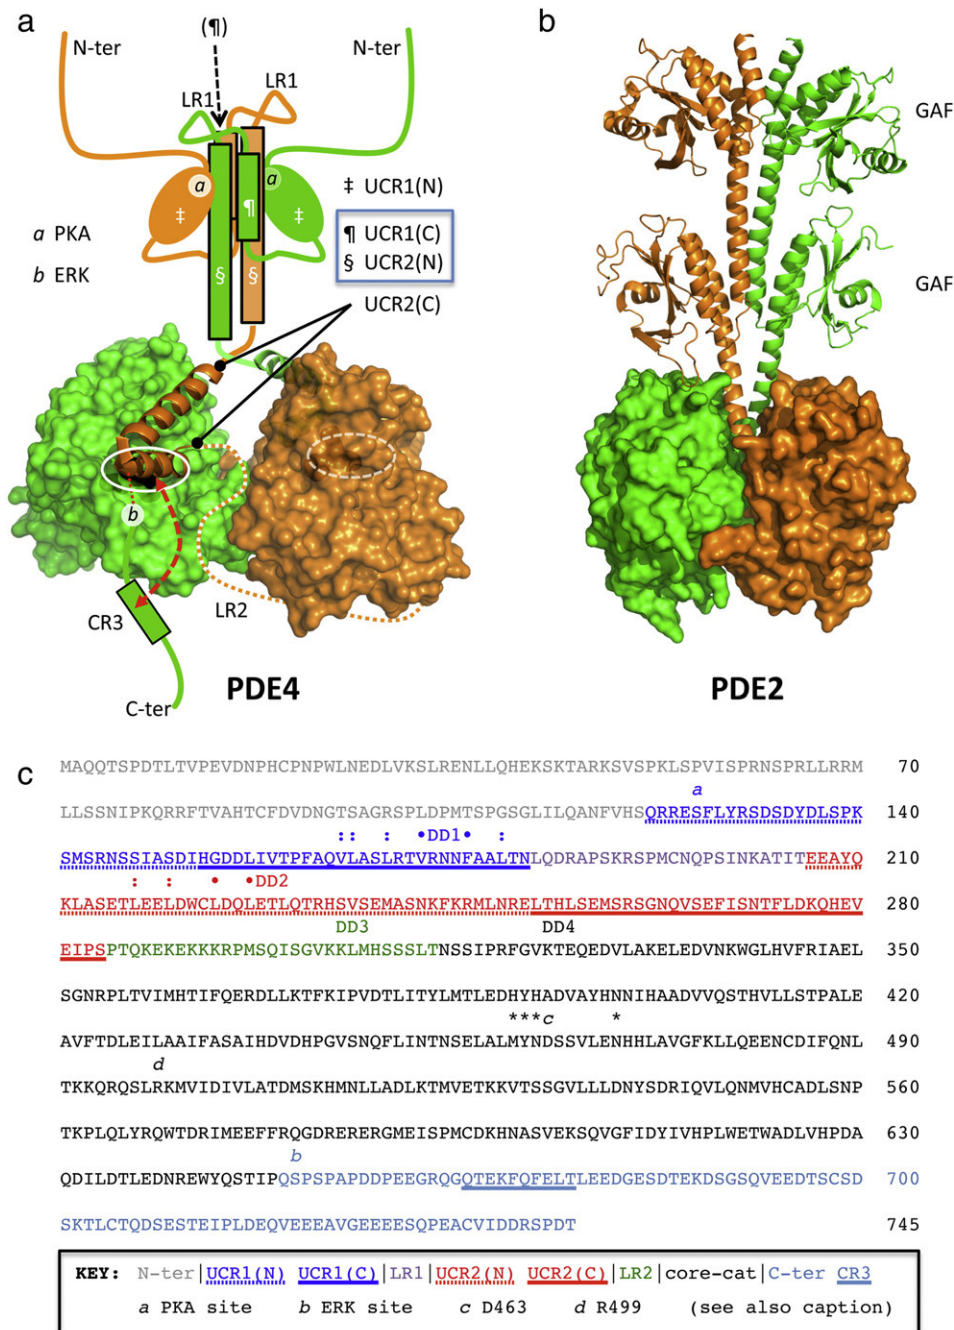 a
b
(¶)
N-ter
N-ter
LR1
LR1
GAF
a
a
‡ UCR1(N)
‡
¶
‡
a PKA
¶ UCR1(C)
b ERK
§ UCR2(N)
§
§
GAF
UCR2(C)
b
LR2
CR3
C-ter
PDE4
PDE2
c
MAQQTSPDTLTVPEVDNPHCPNPWLNEDLVKSLRENLLQHEKSKTARKSVSPKLSPVISPRNSPRLLRRM 70
a
LLSSNIPKQRRFTVAHTCFDVDNGTSAGRSPLDPMTSPGSGLILQANFVHSQRRESFLYRSDSDYDLSPK 140
:: : •DD1• :
SMSRNSSIASDIHGDDLIVTPFAQVLASLRTVRNNFAALTNLQDRAPSKRSPMCNQPSINKATITEEAYQ 210
: : • •DD2
KLASETLEELDWCLDQLETLQTRHSVSEMASNKFKRMLNRELTHLSEMSRSGNQVSEFISNTFLDKQHEV 280
DD3 DD4
EIPSPTQKEKEKKKRPMSQISGVKKLMHSSSLTNSSIPRFGVKTEQEDVLAKELEDVNKWGLHVFRIAEL 350
SGNRPLTVIMHTIFQERDLLKTFKIPVDTLITYLMTLEDHYHADVAYHNNIHAADVVQSTHVLLSTPALE 420
***c *
AVFTDLEILAAIFASAIHDVDHPGVSNQFLINTNSELALMYNDSSVLENHHLAVGFKLLQEENCDIFQNL 490
d
TKKQRQSLRKMVIDIVLATDMSKHMNLLADLKTMVETKKVTSSGVLLLDNYSDRIQVLQNMVHCADLSNP 560
TKPLQLYRQWTDRIMEEFFRQGDRERERGMEISPMCDKHNASVEKSQVGFIDYIVHPLWETWADLVHPDA 630
b
QDILDTLEDNREWYQSTIPQSPSPAPDDPEEGRQGQTEKFQFELTLEEDGESDTEKDSGSQVEEDTSCSD 700
SKTLCTQDSESTEIPLDEQVEEEAVGEEEESQPEACVIDDRSPDT 745
KEY: N-ter|UCR1(N) UCR1(C)|LR1|UCR2(N) UCR2(C)|LR2|core-cat|C-ter CR3
a PKA site b ERK site c D463 d R499 (see also caption)